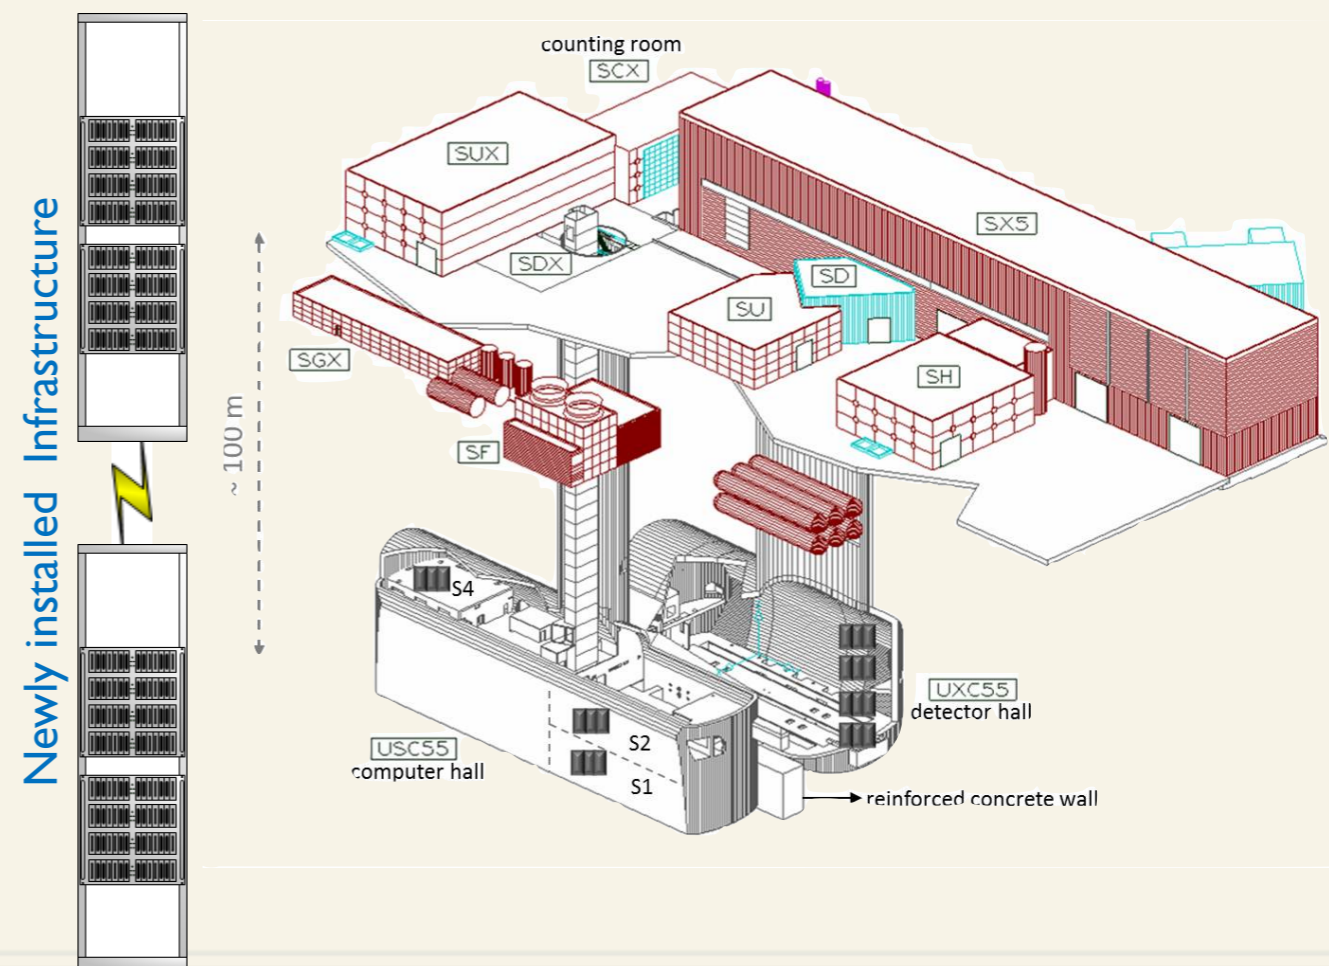 Newly installed Infrastructure
~ 100 m
counting room
SCX
SUX
SX5
SDX
SD
SU
SGX
SH
SF
S4
UXC55
detector hall
USC55
computer hall
S2
S1
reinforced concrete wall